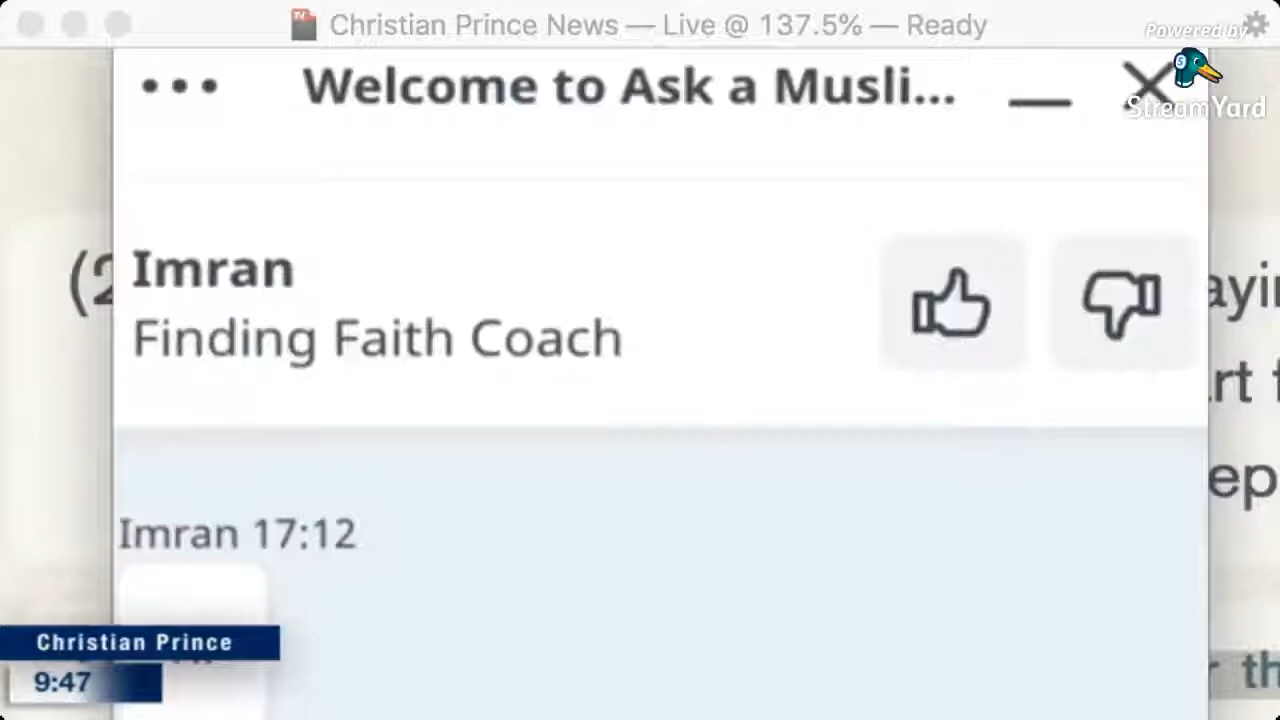 Christian Prince News — Live @ 137.5% — Ready
Powered by
StreamYard
••• Welcome to Ask a Musli...
Imran
Finding Faith Coach
Imran 17:12
Christian Prince
9:47